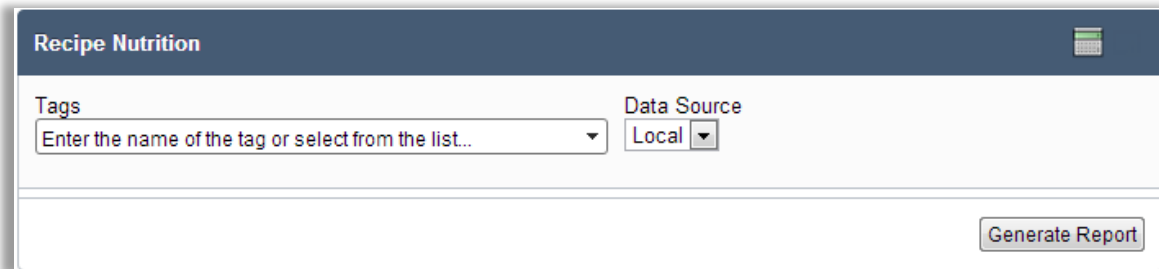 Recipe Nutrition
Tags
Data Source
Enter the name of the tag or select from the list...
Local
Generate Report